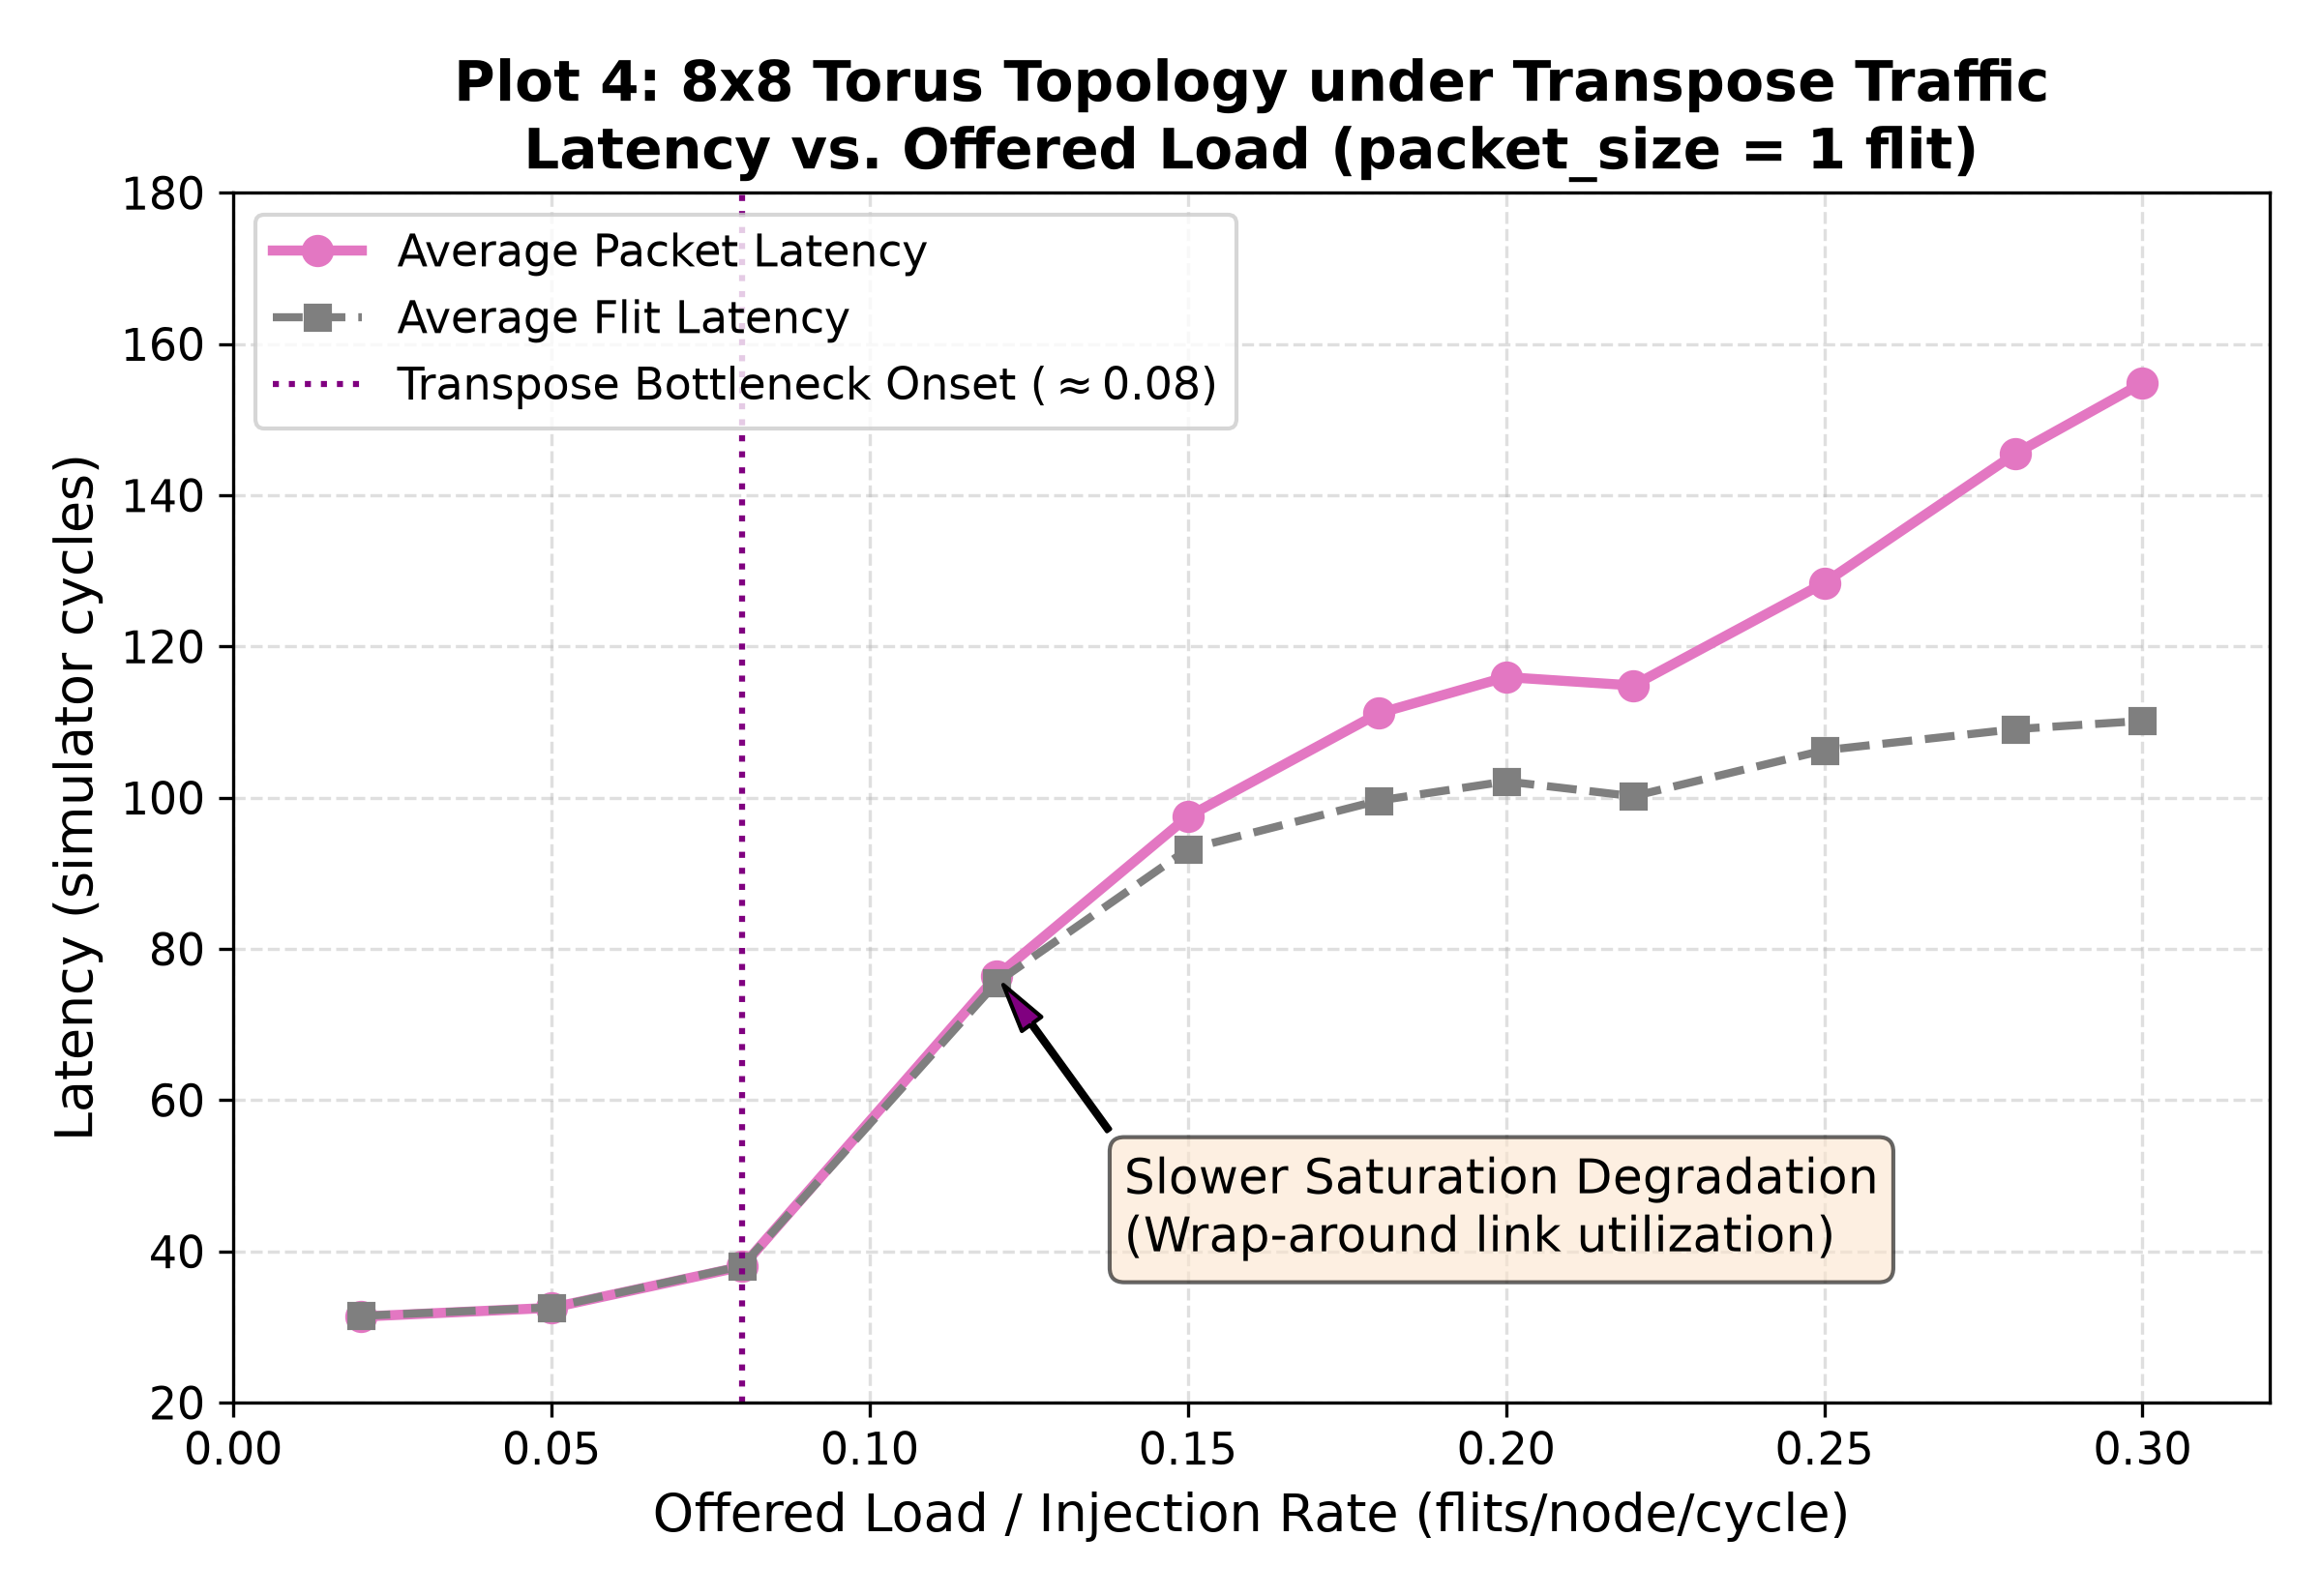 Plot 4: 8x8 Torus Topology under Transpose Traffic
Latency vs. Offered Load (packet_size = 1 flit)
Latency (simulator cycles)
180
160
140
120
100
80
60
40
20
Average Packet Latency
Average Flit Latency
Transpose Bottleneck Onset (≈0.08)
Slower Saturation Degradation
(Wrap-around link utilization)
0.00 0.05 0.10 0.15 0.20 0.25 0.30
Offered Load / Injection Rate (flits/node/cycle)